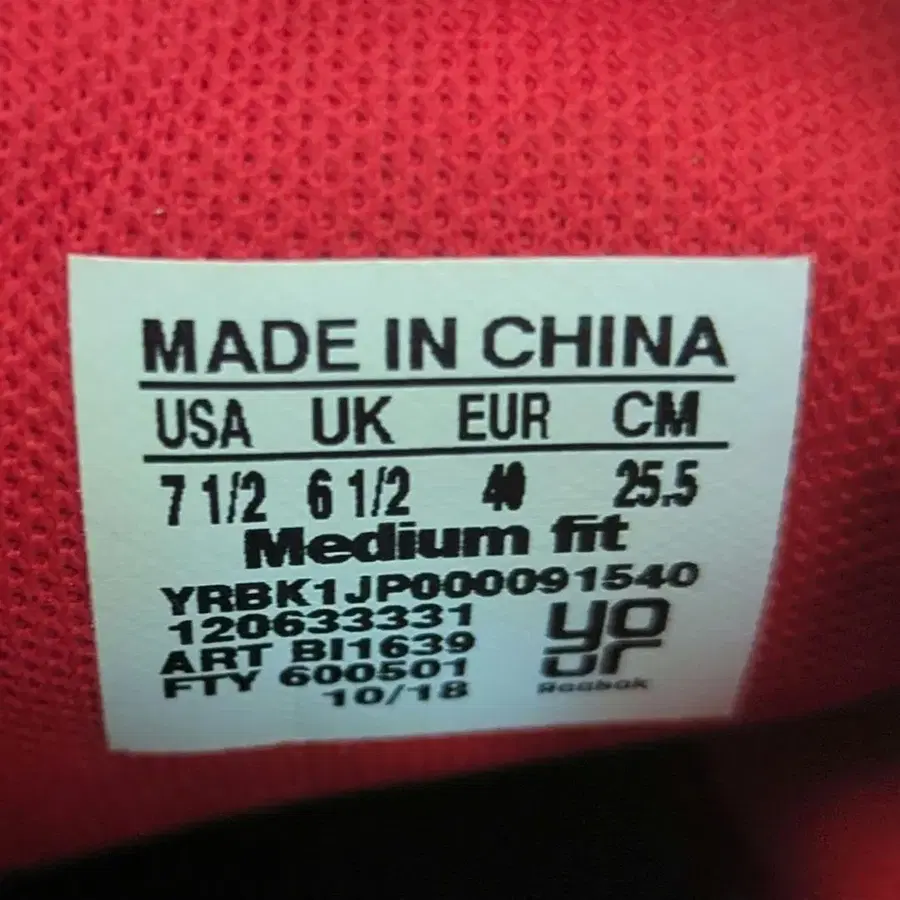 MADE IN CHINA
USA UK EUR CM
7 1/2 6 1/2 40 25.5
Medium fit
YRBK1JP000091540
120633331
ART BI1639
FTY 600501
10/18
yo
ur
Reebok